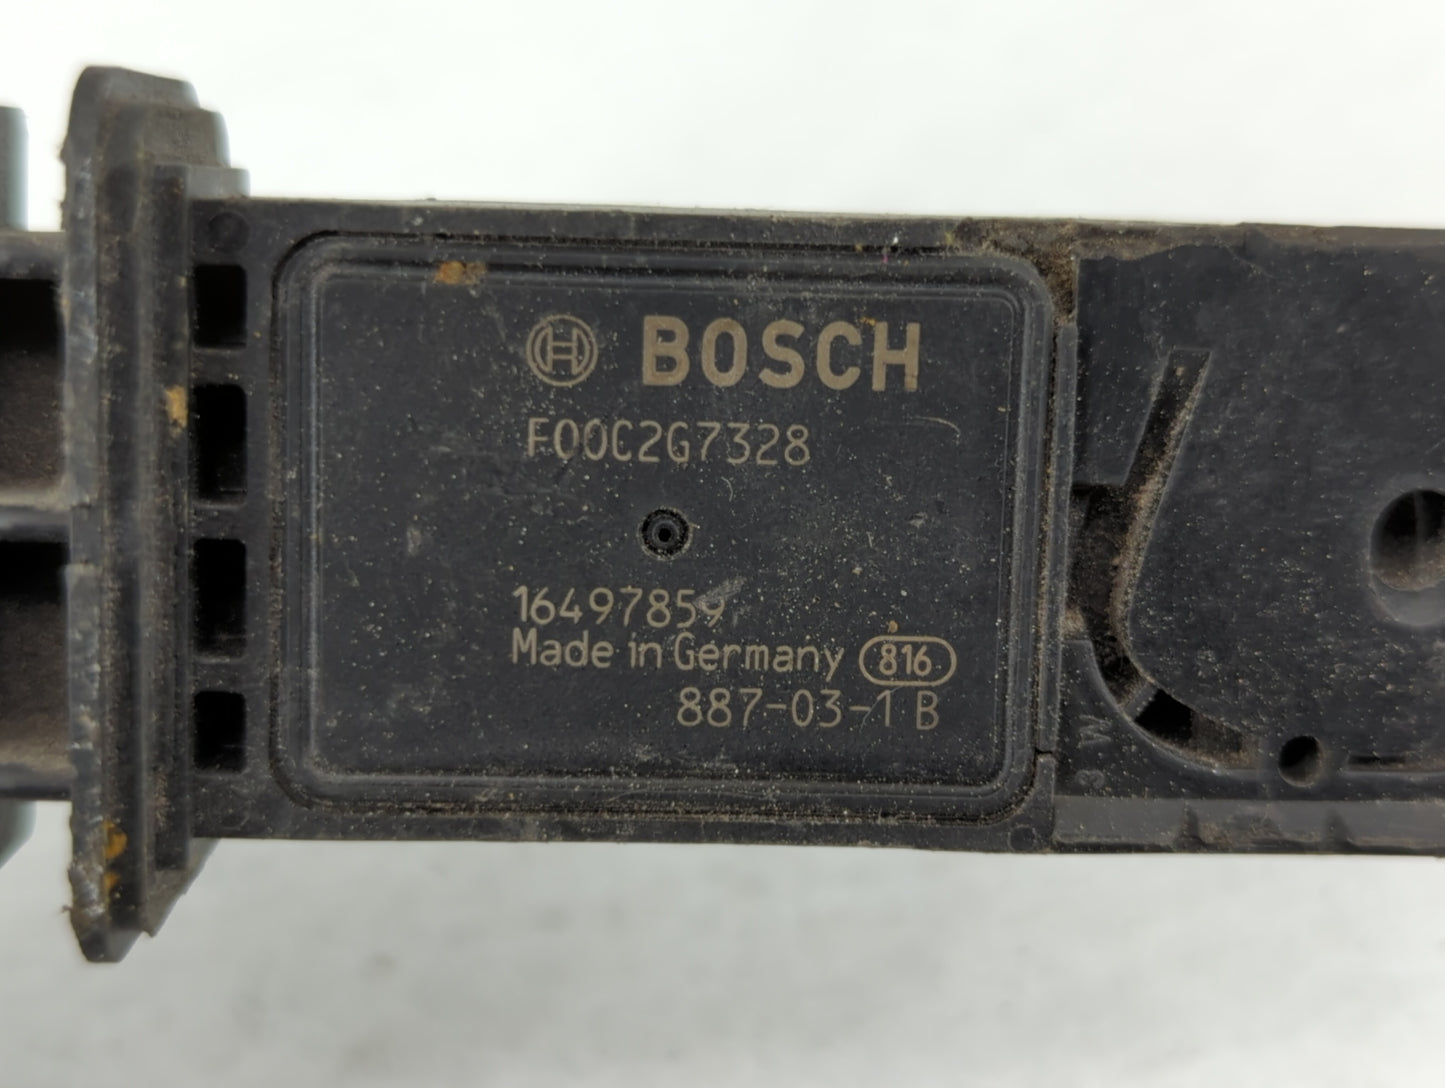 BOSCH
F00C2G7328
16497859
Made in Germany 816
887-03-1 B